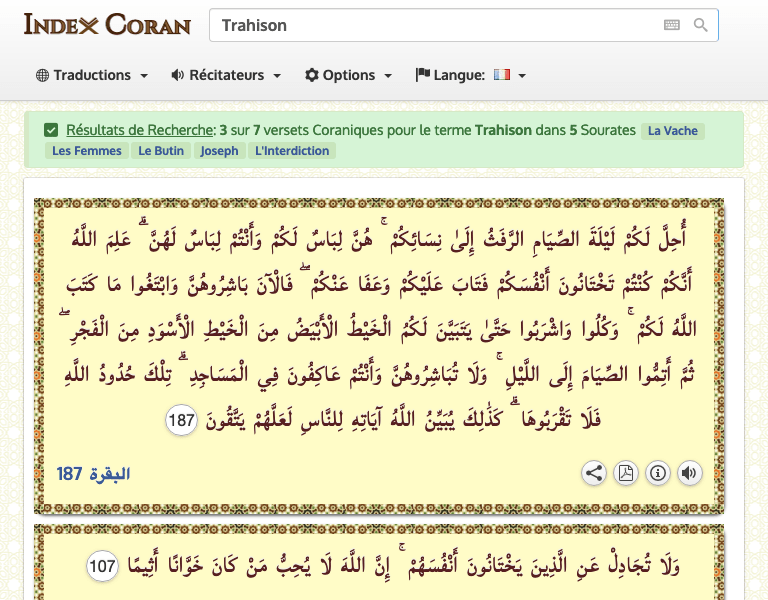 Index Coran
Trahison
Traductions
Récitateurs
Options
Langue:
Résultats de Recherche: 3 sur 7 versets Coraniques pour le terme Trahison dans 5 Sourates La Vache
Les Femmes Le Butin Joseph L'Interdiction
أُحِلَّ لَكُمْ لَيْلَةَ الصِّيَامِ الرَّفَثُ إِلَىٰ نِسَائِكُمْ ۚ هُنَّ لِبَاسٌ لَكُمْ وَأَنْتُمْ لِبَاسٌ لَهُنَّ ۗ عَلِمَ اللَّهُ
أَنَّكُمْ كُنْتُمْ تَخْتَانُونَ أَنْفُسَكُمْ فَتَابَ عَلَيْكُمْ وَعَفَا عَنْكُمْ ۖ فَالْآنَ بَاشِرُوهُنَّ وَابْتَغُوا مَا كَتَبَ
اللَّهُ لَكُمْ ۚ وَكُلُوا وَاشْرَبُوا حَتَّىٰ يَتَبَيَّنَ لَكُمُ الْخَيْطُ الْأَبْيَضُ مِنَ الْخَيْطِ الْأَسْوَدِ مِنَ الْفَجْرِ ۖ
ثُمَّ أَتِمُّوا الصِّيَامَ إِلَى اللَّيْلِ ۚ وَلَا تُبَاشِرُوهُنَّ وَأَنْتُمْ عَاكِفُونَ فِي الْمَسَاجِدِ ۗ تِلْكَ حُدُودُ اللَّهِ
فَلَا تَقْرَبُوهَا ۗ كَذَٰلِكَ يُبَيِّنُ اللَّهُ آيَاتِهِ لِلنَّاسِ لَعَلَّهُمْ يَتَّقُونَ 187
البقرة 187
وَلَا تُجَادِلْ عَنِ الَّذِينَ يَخْتَانُونَ أَنْفُسَهُمْ ۚ إِنَّ اللَّهَ لَا يُحِبُّ مَنْ كَانَ خَوَّانًا أَثِيمًا 107